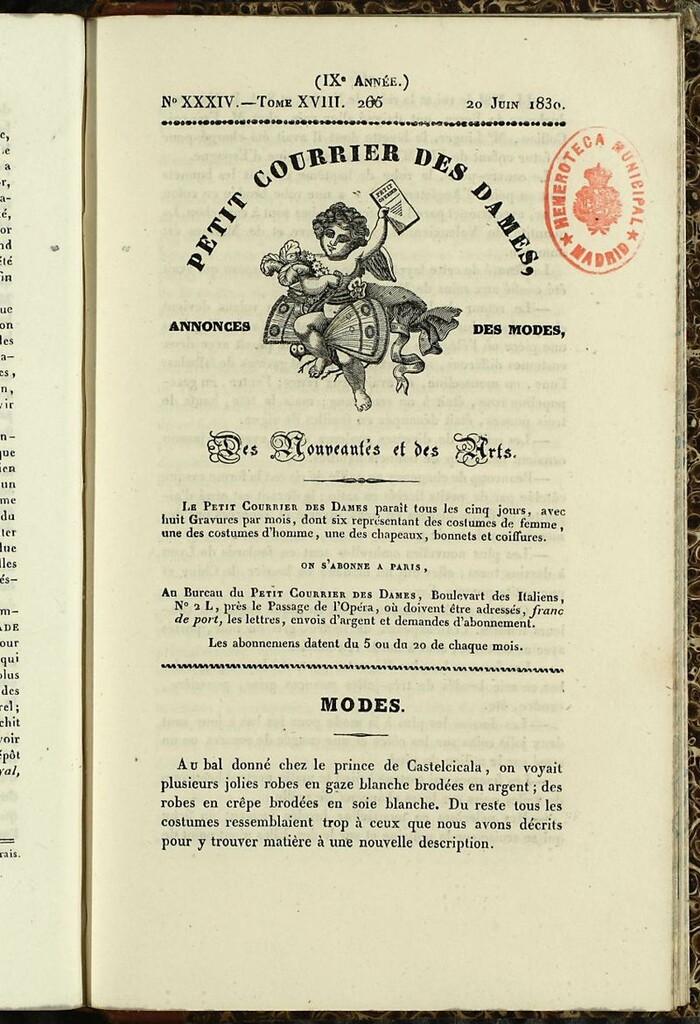 (IXe Année.)
No XXXIV.—Tome XVIII. 266 20 Juin 1830.
PETIT COURRIER DES DAMES,
PETIT
HEMEROTECA MUNICIPAL
★ MADRID ★
ANNONCES DES MODES,
Des Nouveautés et des Arts.
Le Petit Courrier des Dames paraît tous les cinq jours, avec
huit Gravures par mois, dont six représentant des costumes de femme,
une des costumes d'homme, une des chapeaux, bonnets et coiffures.
ON S'ABONNE A PARIS,
Au Bureau du Petit Courrier des Dames, Boulevart des Italiens,
No 2 L, près le Passage de l'Opéra, où doivent être adressés, franc
de port, les lettres, envois d'argent et demandes d'abonnement.
Les abonnemens datent du 5 ou du 20 de chaque mois.
MODES.
Au bal donné chez le prince de Castelcicala, on voyait
plusieurs jolies robes en gaze blanche brodées en argent; des
robes en crêpe brodées en soie blanche. Du reste tous les
costumes ressemblaient trop à ceux que nous avons décrits
pour y trouver matière à une nouvelle description.